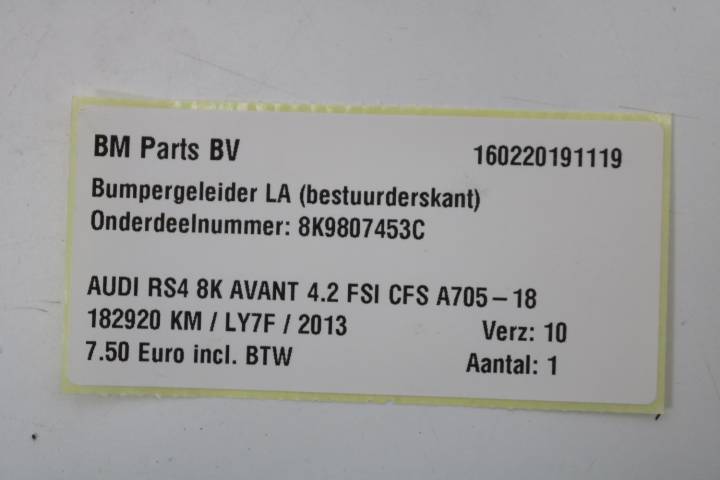 BM Parts BV 160220191119
Bumpergeleider LA (bestuurderskant)
Onderdeelnummer: 8K9807453C
AUDI RS4 8K AVANT 4.2 FSI CFS A705-18
182920 KM / LY7F / 2013 Verz: 10
7.50 Euro incl. BTW Aantal: 1